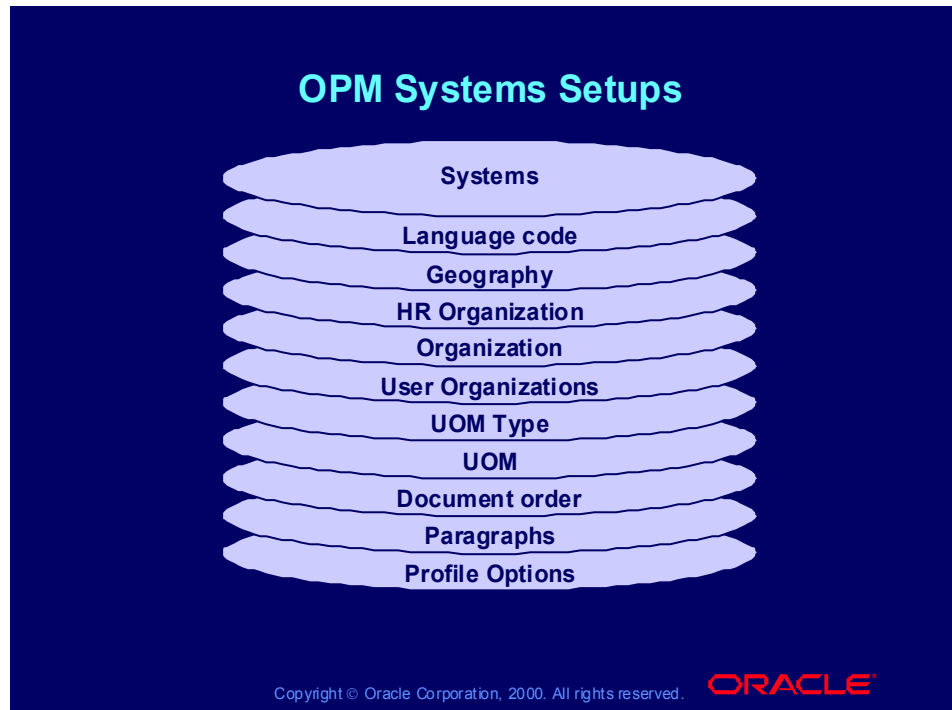 OPM Systems Setups
Systems
Language code
Geography
HR Organization
Organization
User Organizations
UOM Type
UOM
Document order
Paragraphs
Profile Options
Copyright © Oracle Corporation, 2000. All rights reserved.
ORACLE®